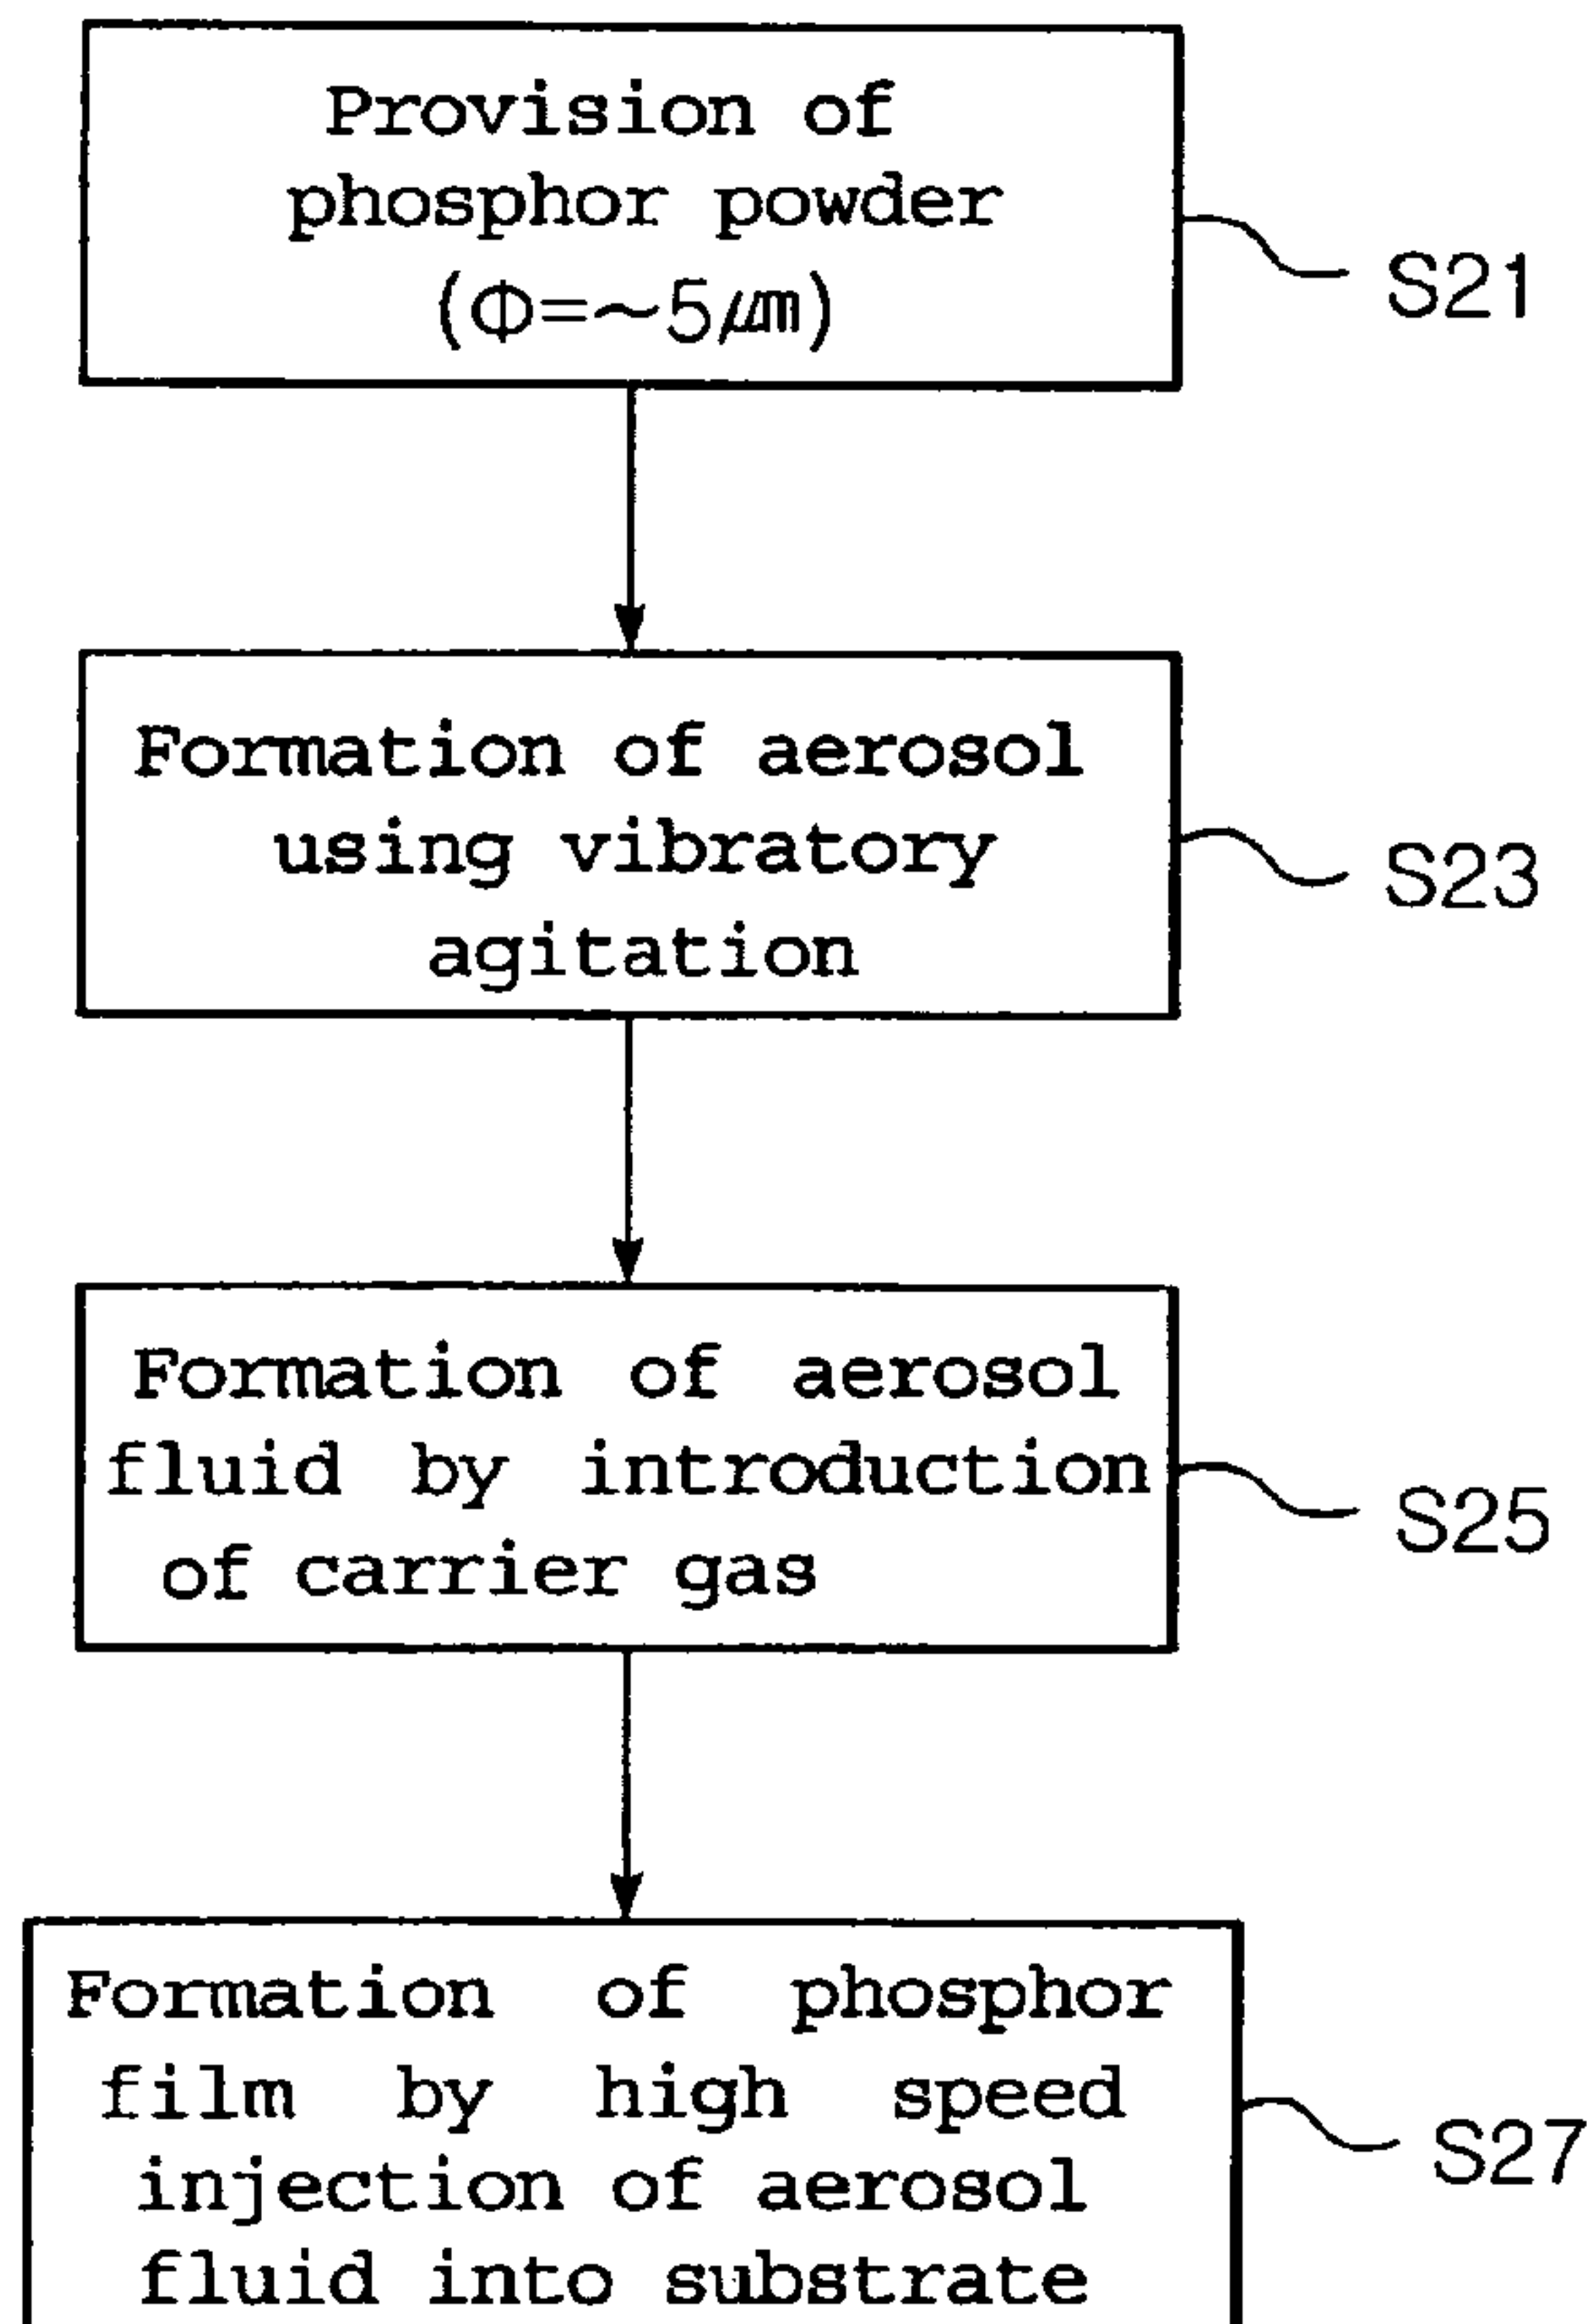 Provision of
phosphor powder
(Φ=~5㎛)
S21
Formation of aerosol
using vibratory
agitation
S23
Formation of aerosol
fluid by introduction
of carrier gas
S25
Formation of phosphor
film by high speed
injection of aerosol
fluid into substrate
S27